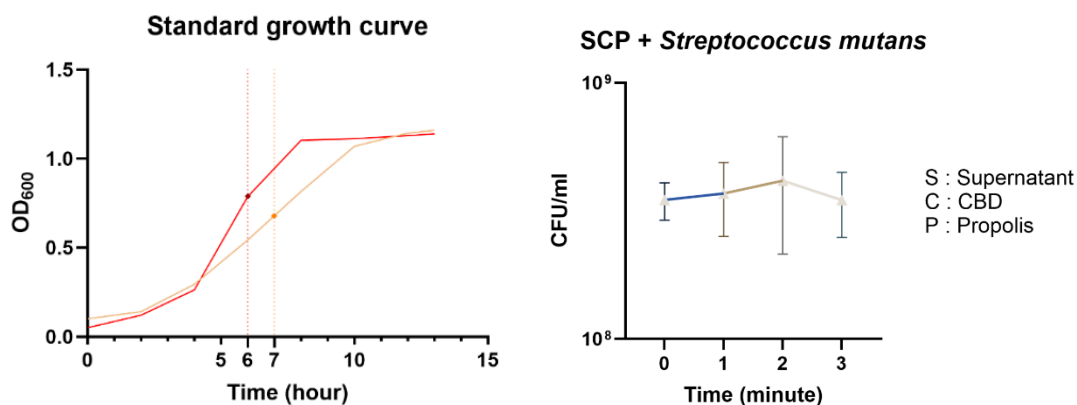 Standard growth curve
OD₆₀₀
1.5
1.0
0.5
0.0
0 5 6 7 10 15
Time (hour)
SCP + Streptococcus mutans
CFU/ml
10⁹
10⁸
0 1 2 3
Time (minute)
S : Supernatant
C : CBD
P : Propolis